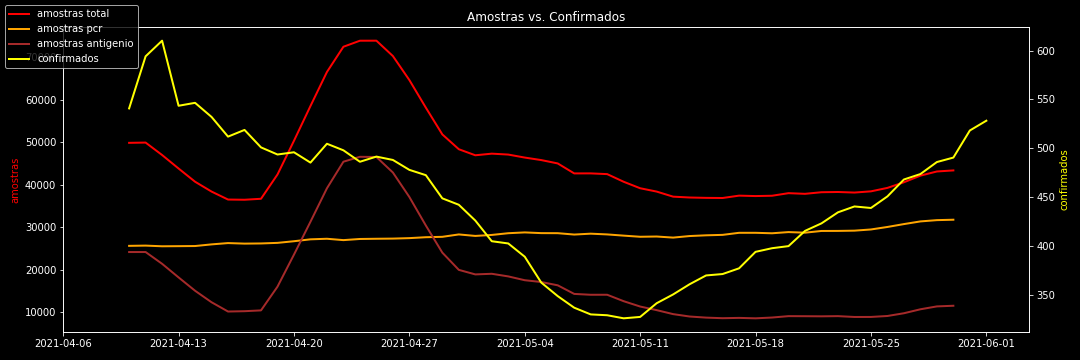 Amostras vs. Confirmados
amostras total
amostras pcr
amostras antigenio
confirmados
70000
60000
50000
40000
30000
20000
10000
amostras
600
550
500
450
400
350
confirmados
2021-04-06 2021-04-13 2021-04-20 2021-04-27 2021-05-04 2021-05-11 2021-05-18 2021-05-25 2021-06-01